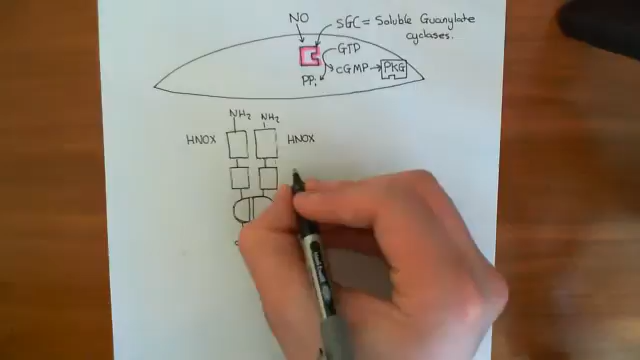 NO
sGC = Soluble Guanylate
cyclases.
GTP
cGMP → PKG
PPi
NH2 NH2
HNOX HNOX